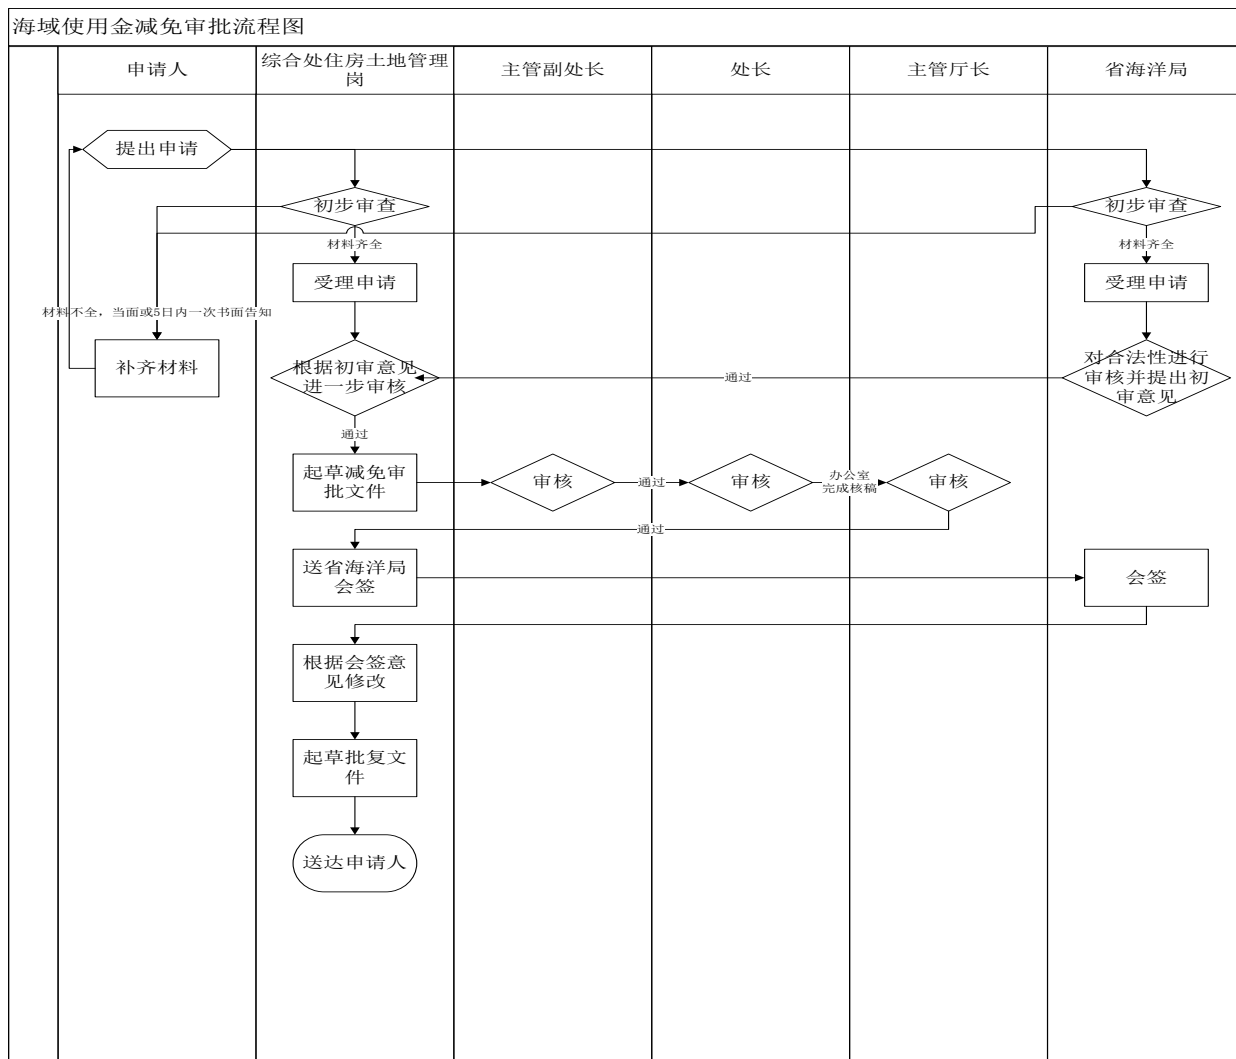 海域使用金减免审批流程图
申请人
综合处住房土地管理
岗
主管副处长
处长
主管厅长
省海洋局
提出申请
初步审查
初步审查
材料齐全
材料齐全
受理申请
受理申请
材料不全，当面或5日内一次书面告知
补齐材料
根据初审意见
进一步审核
通过
对合法性进行
审核并提出初
审意见
通过
起草减免审
批文件
审核
通过
审核
办公室
完成核稿
审核
通过
送省海洋局
会签
会签
根据会签意
见修改
起草批复文
件
送达申请人